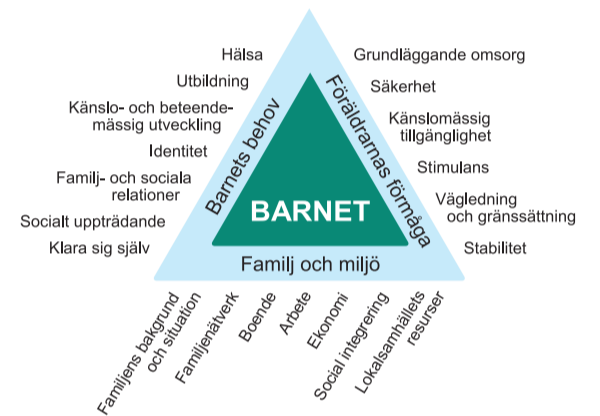 Hälsa
Utbildning
Känslo- och beteende-
mässig utveckling
Identitet
Familj- och sociala
relationer
Socialt uppträdande
Klara sig själv
Barnets behov
Föräldrarnas förmåga
BARNET
Familj och miljö
Grundläggande omsorg
Säkerhet
Känslomässig
tillgänglighet
Stimulans
Vägledning
och gränssättning
Stabilitet
Familjens bakgrund
och situation
Familjenätverk
Boende
Arbete
Ekonomi
Social integrering
Lokalsamhällets
resurser